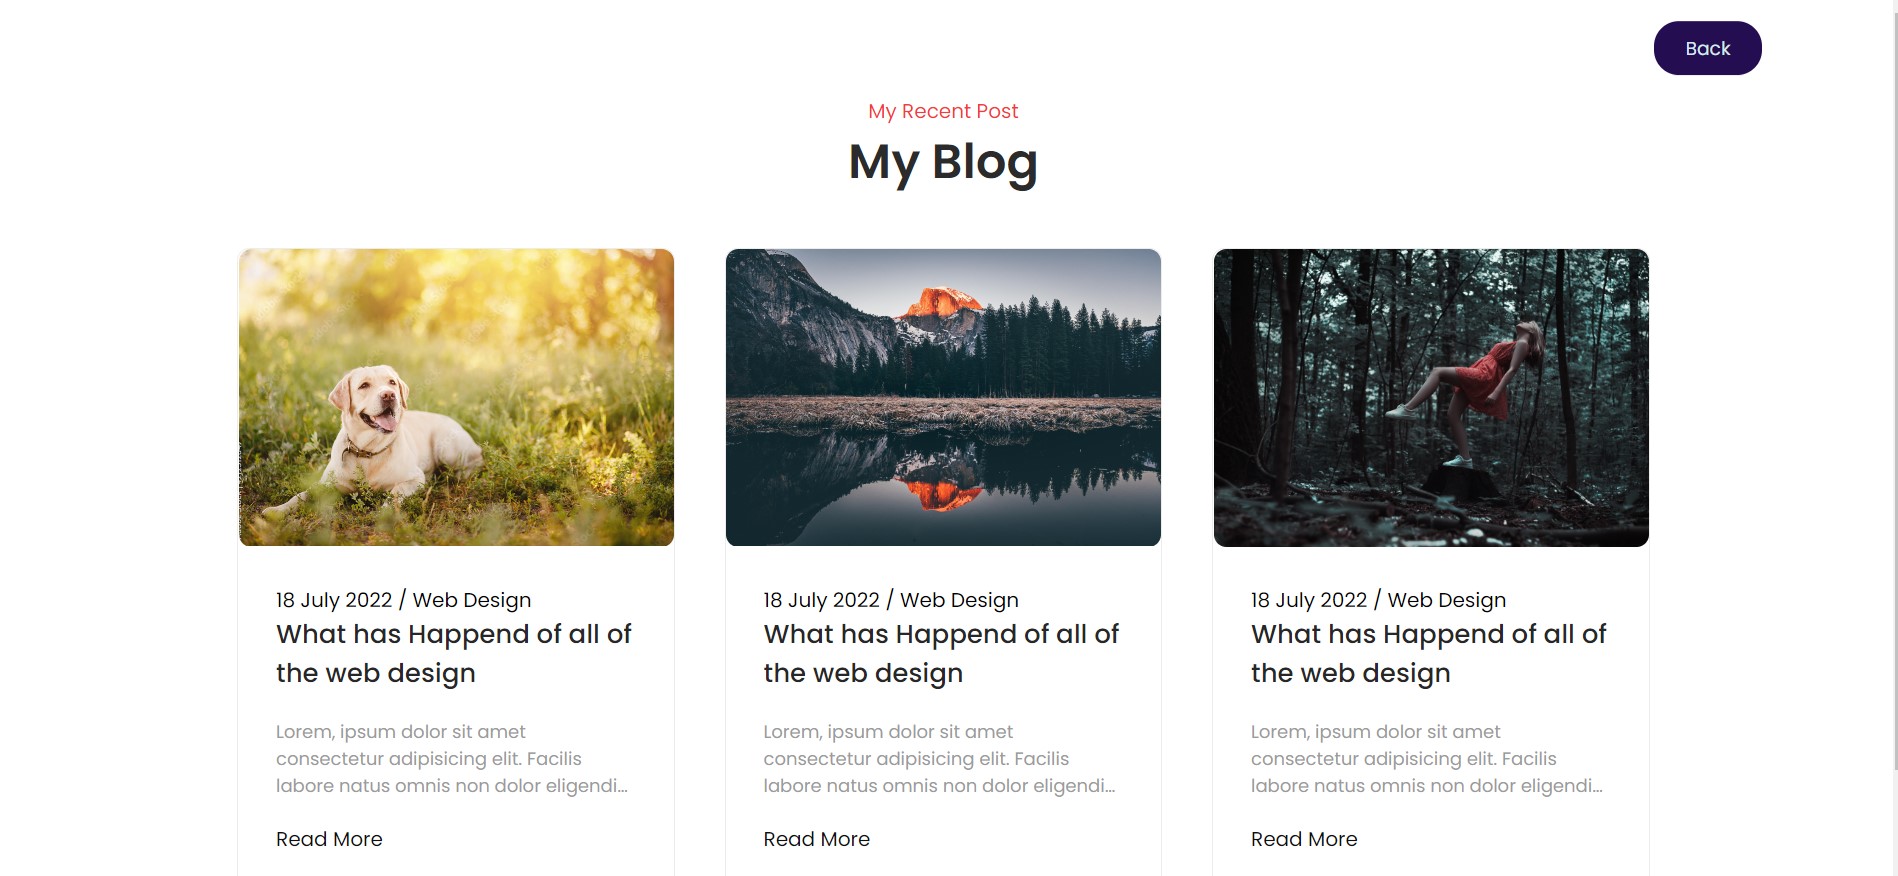 Back
My Recent Post
My Blog
18 July 2022 / Web Design
What has Happend of all of
the web design
Lorem, ipsum dolor sit amet
consectetur adipisicing elit. Facilis
labore natus omnis non dolor eligendi...
Read More
18 July 2022 / Web Design
What has Happend of all of
the web design
Lorem, ipsum dolor sit amet
consectetur adipisicing elit. Facilis
labore natus omnis non dolor eligendi...
Read More
18 July 2022 / Web Design
What has Happend of all of
the web design
Lorem, ipsum dolor sit amet
consectetur adipisicing elit. Facilis
labore natus omnis non dolor eligendi...
Read More